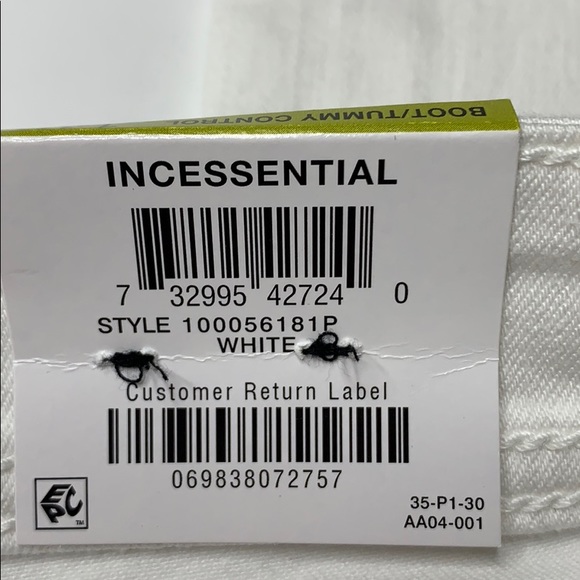 BOOT/TUMMY CONTROL
INCESSENTIAL
7 32995 42724 0
STYLE 100056181P
WHITE
Customer Return Label
069838072757
EPC TM
35-P1-30
AA04-001